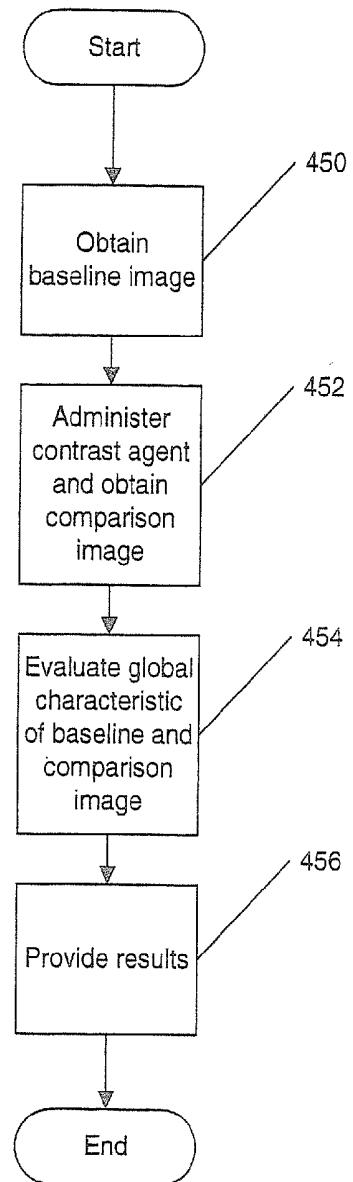 Start
450
Obtain
baseline image
452
Administer
contrast agent
and obtain
comparison
image
454
Evaluate global
characteristic
of baseline and
comparison
image
456
Provide results
End